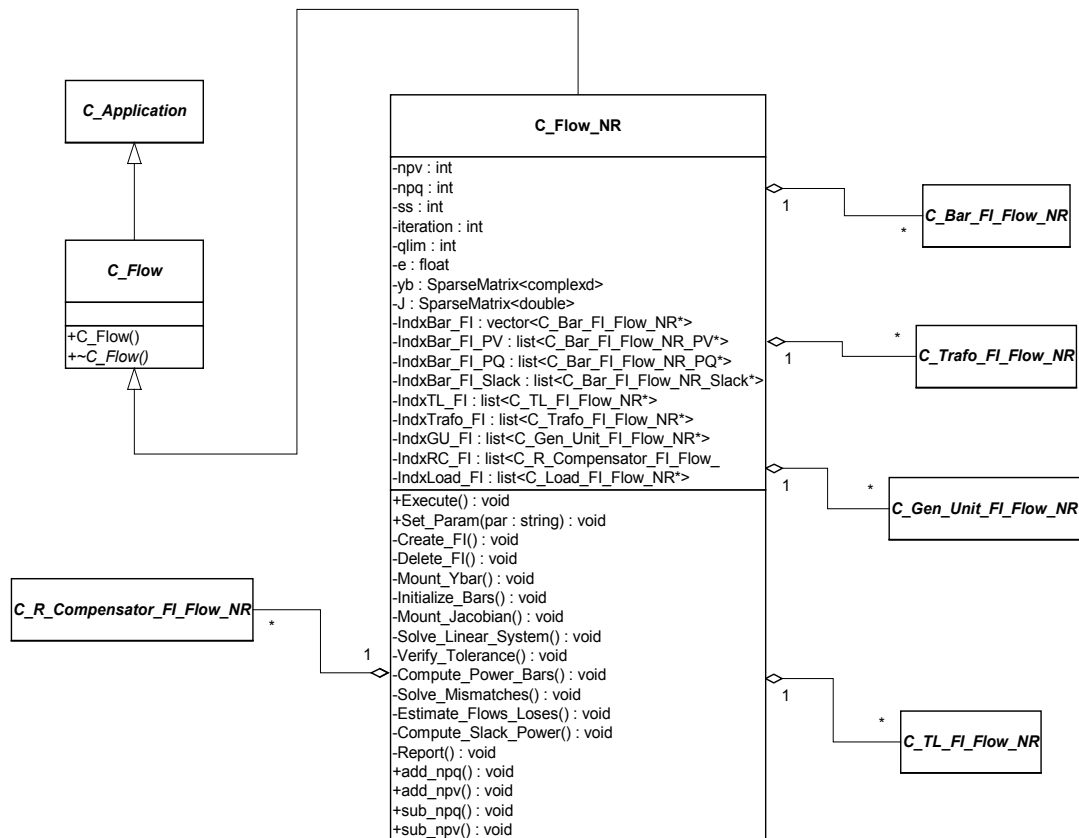 C_Application
C_Flow
+C_Flow()
+~C_Flow()
C_Flow_NR
-npv : int
-npq : int
-ss : int
-iteration : int
-qlim : int
-e : float
-yb : SparseMatrix<complexd>
-J : SparseMatrix<double>
-IndxBar_FI : vector<C_Bar_FI_Flow_NR*>
-IndxBar_FI_PV : list<C_Bar_FI_Flow_NR_PV*>
-IndxBar_FI_PQ : list<C_Bar_FI_Flow_NR_PQ*>
-IndxBar_FI_Slack : list<C_Bar_FI_Flow_NR_Slack*>
-IndxTL_FI : list<C_TL_FI_Flow_NR*>
-IndxTrafo_FI : list<C_Trafo_FI_Flow_NR*>
-IndxGU_FI : list<C_Gen_Unit_FI_Flow_NR*>
-IndxRC_FI : list<C_R_Compensator_FI_Flow_
-IndxLoad_FI : list<C_Load_FI_Flow_NR*>
+Execute() : void
+Set_Param(par : string) : void
-Create_FI() : void
-Delete_FI() : void
-Mount_Ybar() : void
-Initialize_Bars() : void
-Mount_Jacobian() : void
-Solve_Linear_System() : void
-Verify_Tolerance() : void
-Compute_Power_Bars() : void
-Solve_Mismatches() : void
-Estimate_Flows_Loses() : void
-Compute_Slack_Power() : void
-Report() : void
+add_npq() : void
+add_npv() : void
+sub_npq() : void
+sub_npv() : void
1
*
C_Bar_FI_Flow_NR
1
*
C_Trafo_FI_Flow_NR
1
*
C_Gen_Unit_FI_Flow_NR
1
*
C_TL_FI_Flow_NR
C_R_Compensator_FI_Flow_NR
*
1